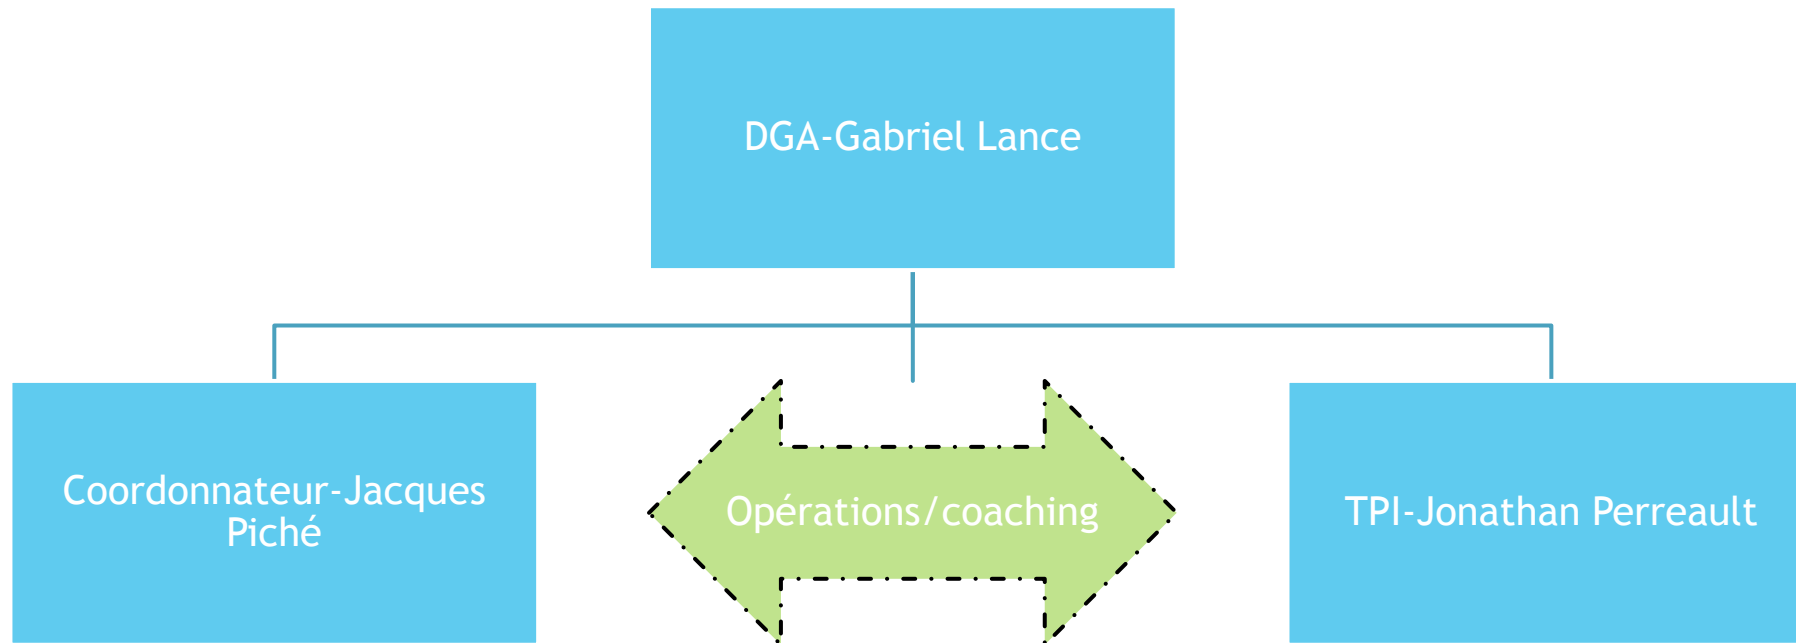 DGA-Gabriel Lance
Coordonnateur-Jacques
Piché
Opérations/coaching
TPI-Jonathan Perreault